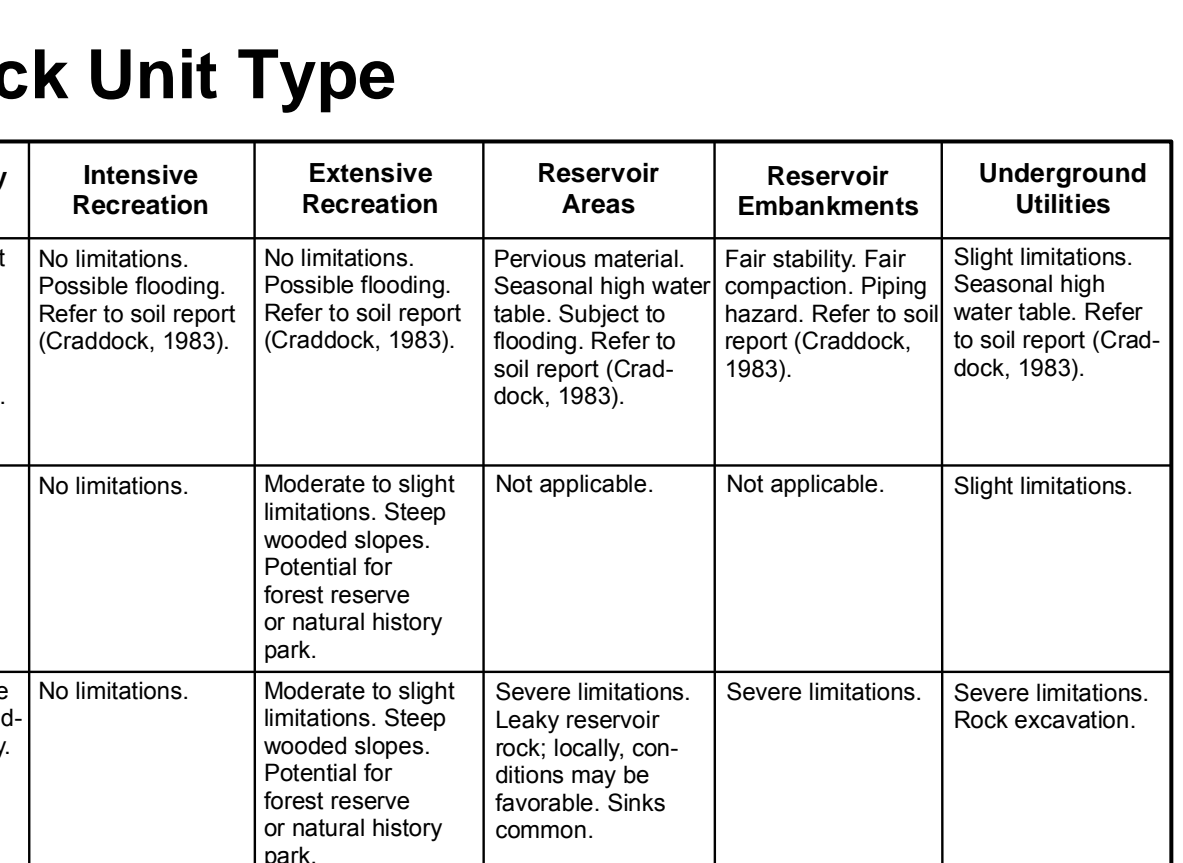 ck Unit Type
y
Intensive
Recreation
Extensive
Recreation
Reservoir
Areas
Reservoir
Embankments
Underground
Utilities
t
.
No limitations.
Possible flooding.
Refer to soil report
(Craddock, 1983).
No limitations.
Possible flooding.
Refer to soil report
(Craddock, 1983).
Pervious material.
Seasonal high water
table. Subject to
flooding. Refer to
soil report (Crad-
dock, 1983).
Fair stability. Fair
compaction. Piping
hazard. Refer to soil
report (Craddock,
1983).
Slight limitations.
Seasonal high
water table. Refer
to soil report (Crad-
dock, 1983).
No limitations.
Moderate to slight
limitations. Steep
wooded slopes.
Potential for
forest reserve
or natural history
park.
Not applicable.
Not applicable.
Slight limitations.
e
d-
y.
No limitations.
Moderate to slight
limitations. Steep
wooded slopes.
Potential for
forest reserve
or natural history
park.
Severe limitations.
Leaky reservoir
rock; locally, con-
ditions may be
favorable. Sinks
common.
Severe limitations.
Severe limitations.
Rock excavation.